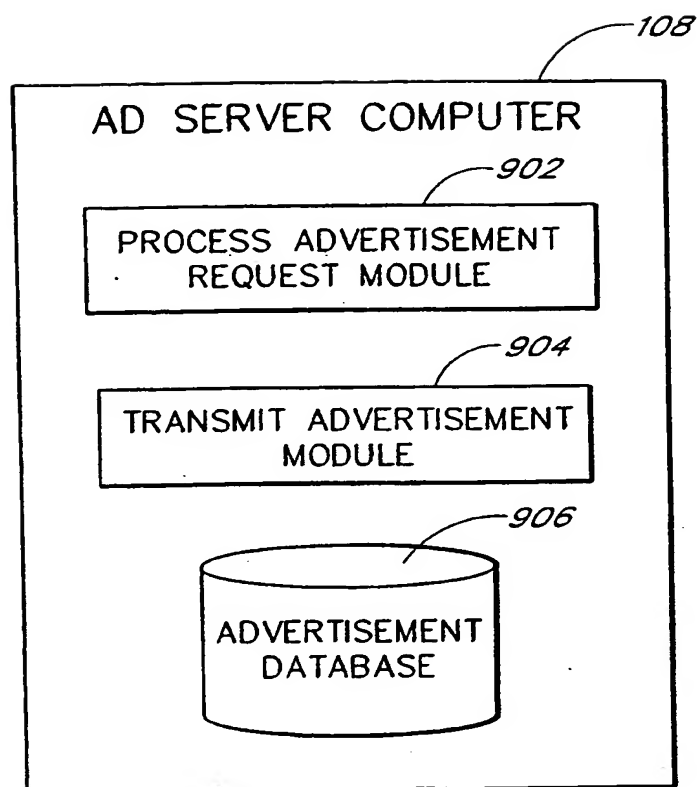 108
AD SERVER COMPUTER
902
PROCESS ADVERTISEMENT
REQUEST MODULE
904
TRANSMIT ADVERTISEMENT
MODULE
906
ADVERTISEMENT
DATABASE